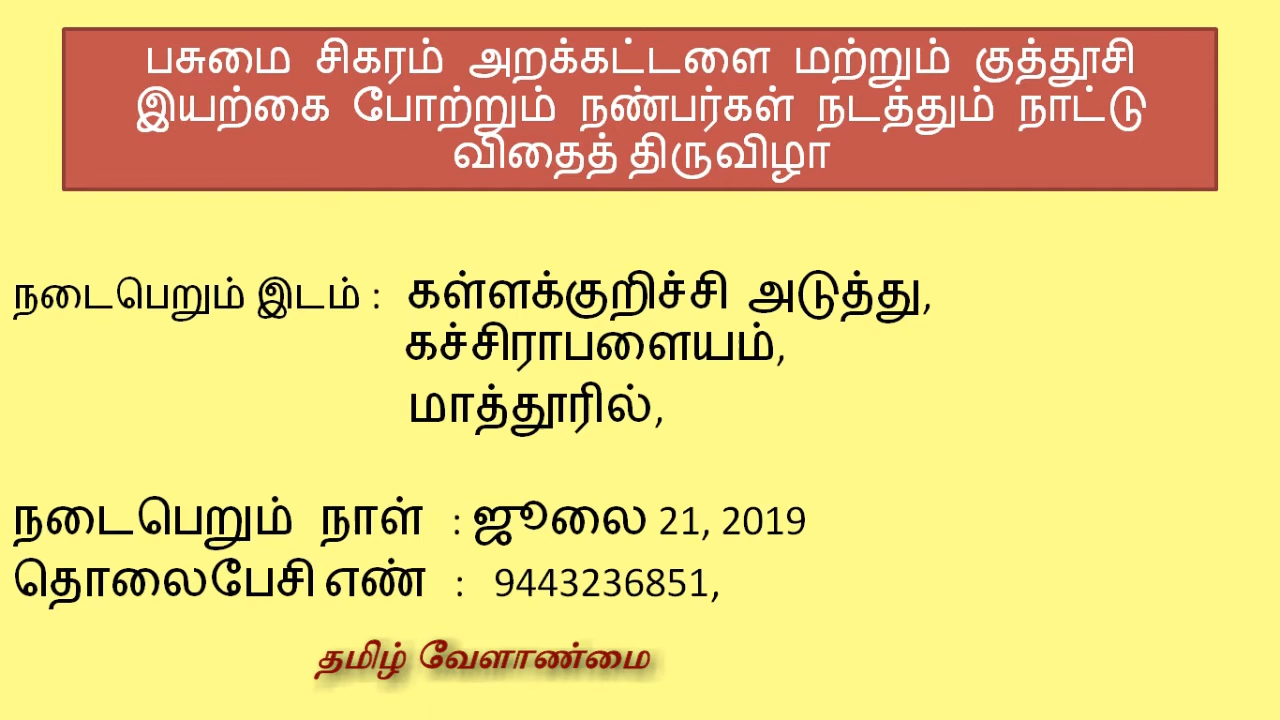 பசுமை சிகரம் அறக்கட்டளை மற்றும் குத்தூசி
இயற்கை போற்றும் நண்பர்கள் நடத்தும் நாட்டு
விதைத் திருவிழா
நடைபெறும் இடம் : கள்ளக்குறிச்சி அடுத்து,
கச்சிராபளையம்,
மாத்தூரில்,
நடைபெறும் நாள் : ஜூலை 21, 2019
தொலைபேசி எண் : 9443236851,
தமிழ் வேளாண்மை